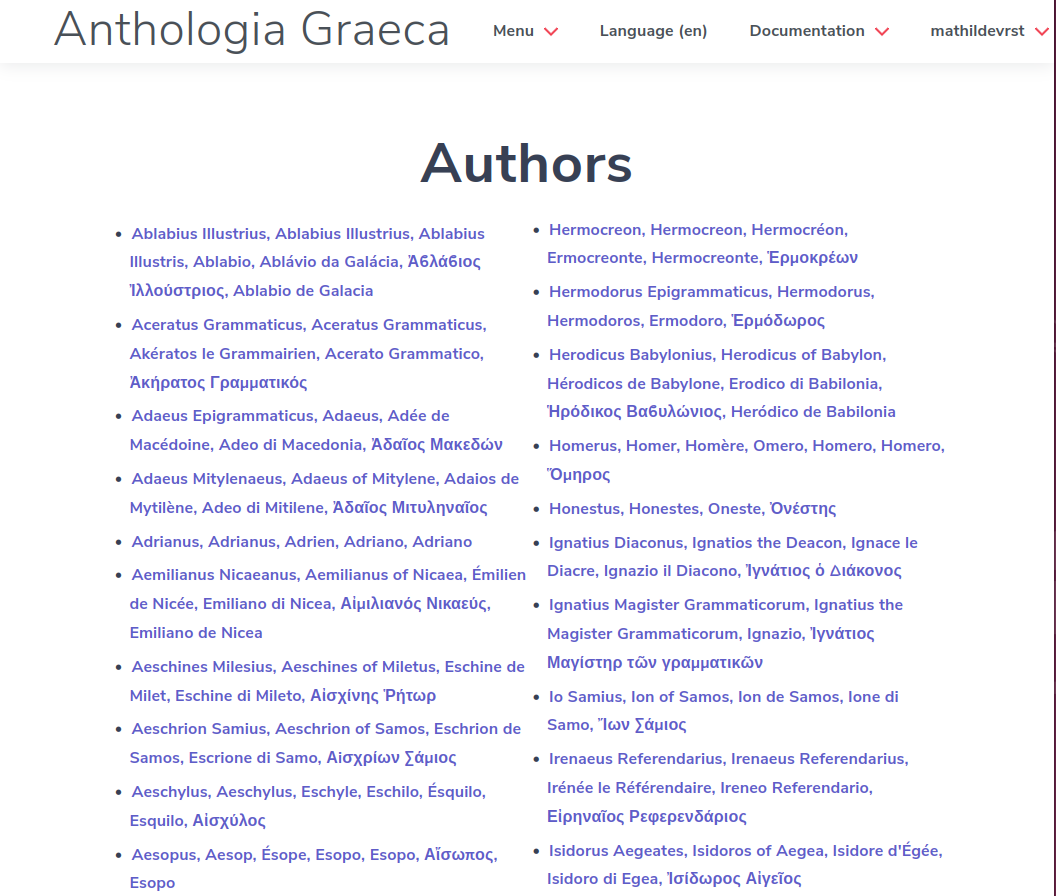 Anthologia Graeca
Menu
Language (en)
Documentation
mathildevrst
Authors
Ablabius Illustrius, Ablabius Illustrius, Ablabius
Illustris, Ablabio, Ablávio da Galácia, Ἀϐλάϐιος
Ἰλλούστριος, Ablabio de Galacia
Aceratus Grammaticus, Aceratus Grammaticus,
Akératos le Grammairien, Acerato Grammatico,
Ἀκήρατος Γραμματικός
Adaeus Epigrammaticus, Adaeus, Adée de
Macédoine, Adeo di Macedonia, Ἀδαῖος Μακεδών
Adaeus Mitylenaeus, Adaeus of Mitylene, Adaios de
Mytilène, Adeo di Mitilene, Ἀδαῖος Μιτυληναῖος
Adrianus, Adrianus, Adrien, Adriano, Adriano
Aemilianus Nicaeanus, Aemilianus of Nicaea, Émilien
de Nicée, Emiliano di Nicea, Αἰμιλιανός Νικαεύς,
Emiliano de Nicea
Aeschines Milesius, Aeschines of Miletus, Eschine de
Milet, Eschine di Mileto, Αἰσχίνης Ῥήτωρ
Aeschrion Samius, Aeschrion of Samos, Eschrion de
Samos, Escrione di Samo, Αἰσχρίων Σάμιος
Aeschylus, Aeschylus, Eschyle, Eschilo, Ésquilo,
Esquilo, Αἰσχύλος
Aesopus, Aesop, Ésope, Esopo, Esopo, Αἴσωπος,
Esopo
Hermocreon, Hermocreon, Hermocréon,
Ermocreonte, Hermocreonte, Ἑρμοκρέων
Hermodorus Epigrammaticus, Hermodorus,
Hermodoros, Ermodoro, Ἑρμόδωρος
Herodicus Babylonius, Herodicus of Babylon,
Hérodicos de Babylone, Erodico di Babilonia,
Ἡρόδικος Βαϐυλώνιος, Heródico de Babilonia
Homerus, Homer, Homère, Omero, Homero, Homero,
Ὅμηρος
Honestus, Honestes, Oneste, Ὀνέστης
Ignatius Diaconus, Ignatios the Deacon, Ignace le
Diacre, Ignazio il Diacono, Ἰγνάτιος ὁ Διάκονος
Ignatius Magister Grammaticorum, Ignatius the
Magister Grammaticorum, Ignazio, Ἰγνάτιος
Μαγίστηρ τῶν γραμματικῶν
Io Samius, Ion of Samos, Ion de Samos, Ione di
Samo, Ἴων Σάμιος
Irenaeus Referendarius, Irenaeus Referendarius,
Irénée le Référendaire, Ireneo Referendario,
Εἰρηναῖος Ρεφερενδάριος
Isidorus Aegeates, Isidoros of Aegea, Isidore d'Égée,
Isidoro di Egea, Ἰσίδωρος Αἰγεῖος